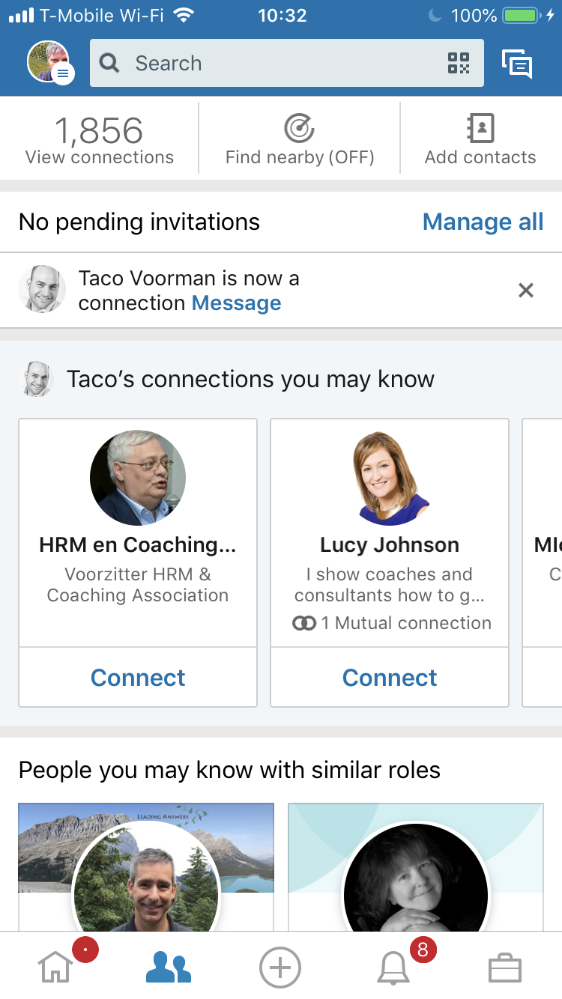 T-Mobile Wi-Fi 10:32 100%
Search
1,856
View connections
Find nearby (OFF)
Add contacts
No pending invitations
Manage all
Taco Voorman is now a
connection Message
Taco’s connections you may know
HRM en Coaching...
Voorzitter HRM &
Coaching Association
Connect
Lucy Johnson
I show coaches and
consultants how to g...
1 Mutual connection
Connect
People you may know with similar roles
LEADING ANSWERS
8